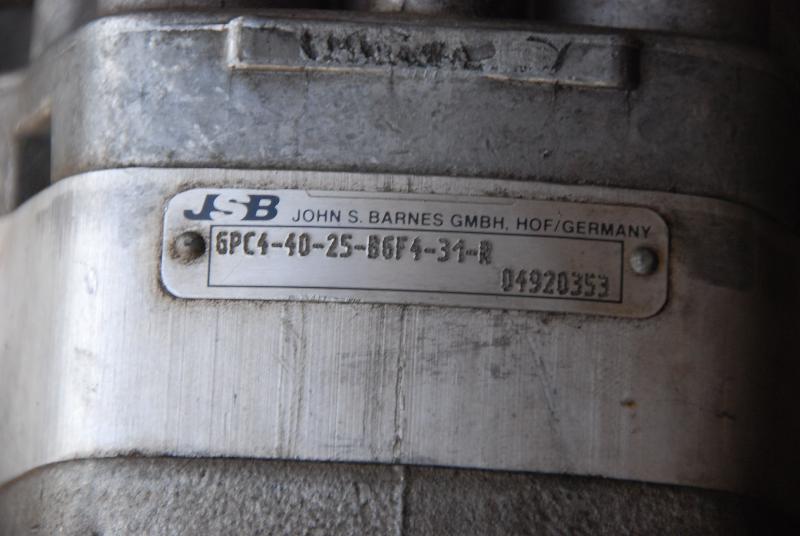 JSB JOHN S. BARNES GMBH, HOF/GERMANY
GPC4-40-25-B6F4-31-R
04920353